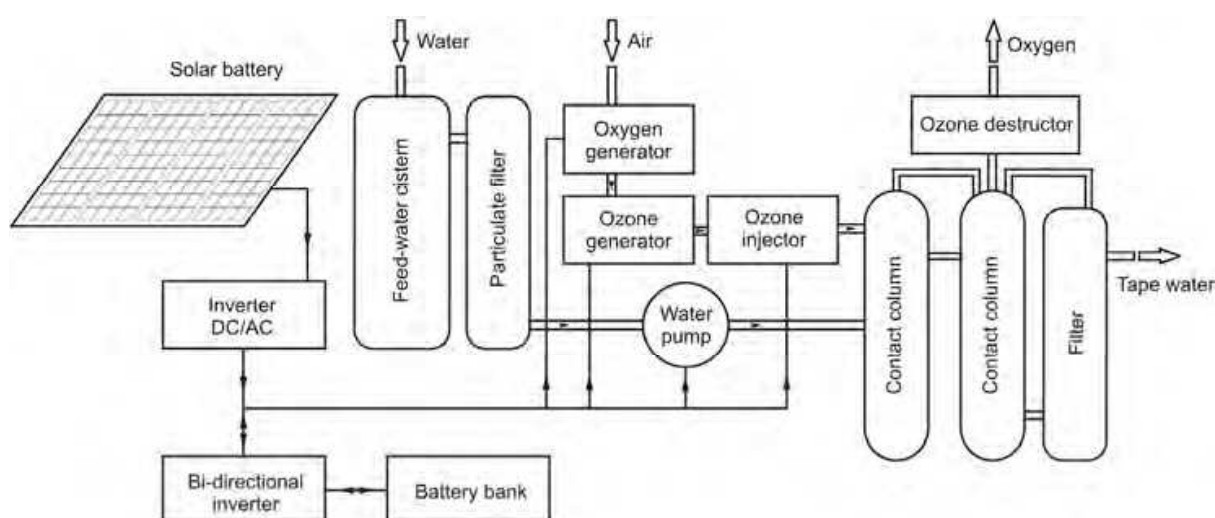 Water
Air
Oxygen
Solar battery
Feed-water cistern
Particulate filter
Oxygen
generator
Ozone destructor
Ozone
generator
Ozone
injector
Contact column
Contact column
Filter
Tape water
Inverter
DC/AC
Water
pump
Bi-directional
inverter
Battery bank